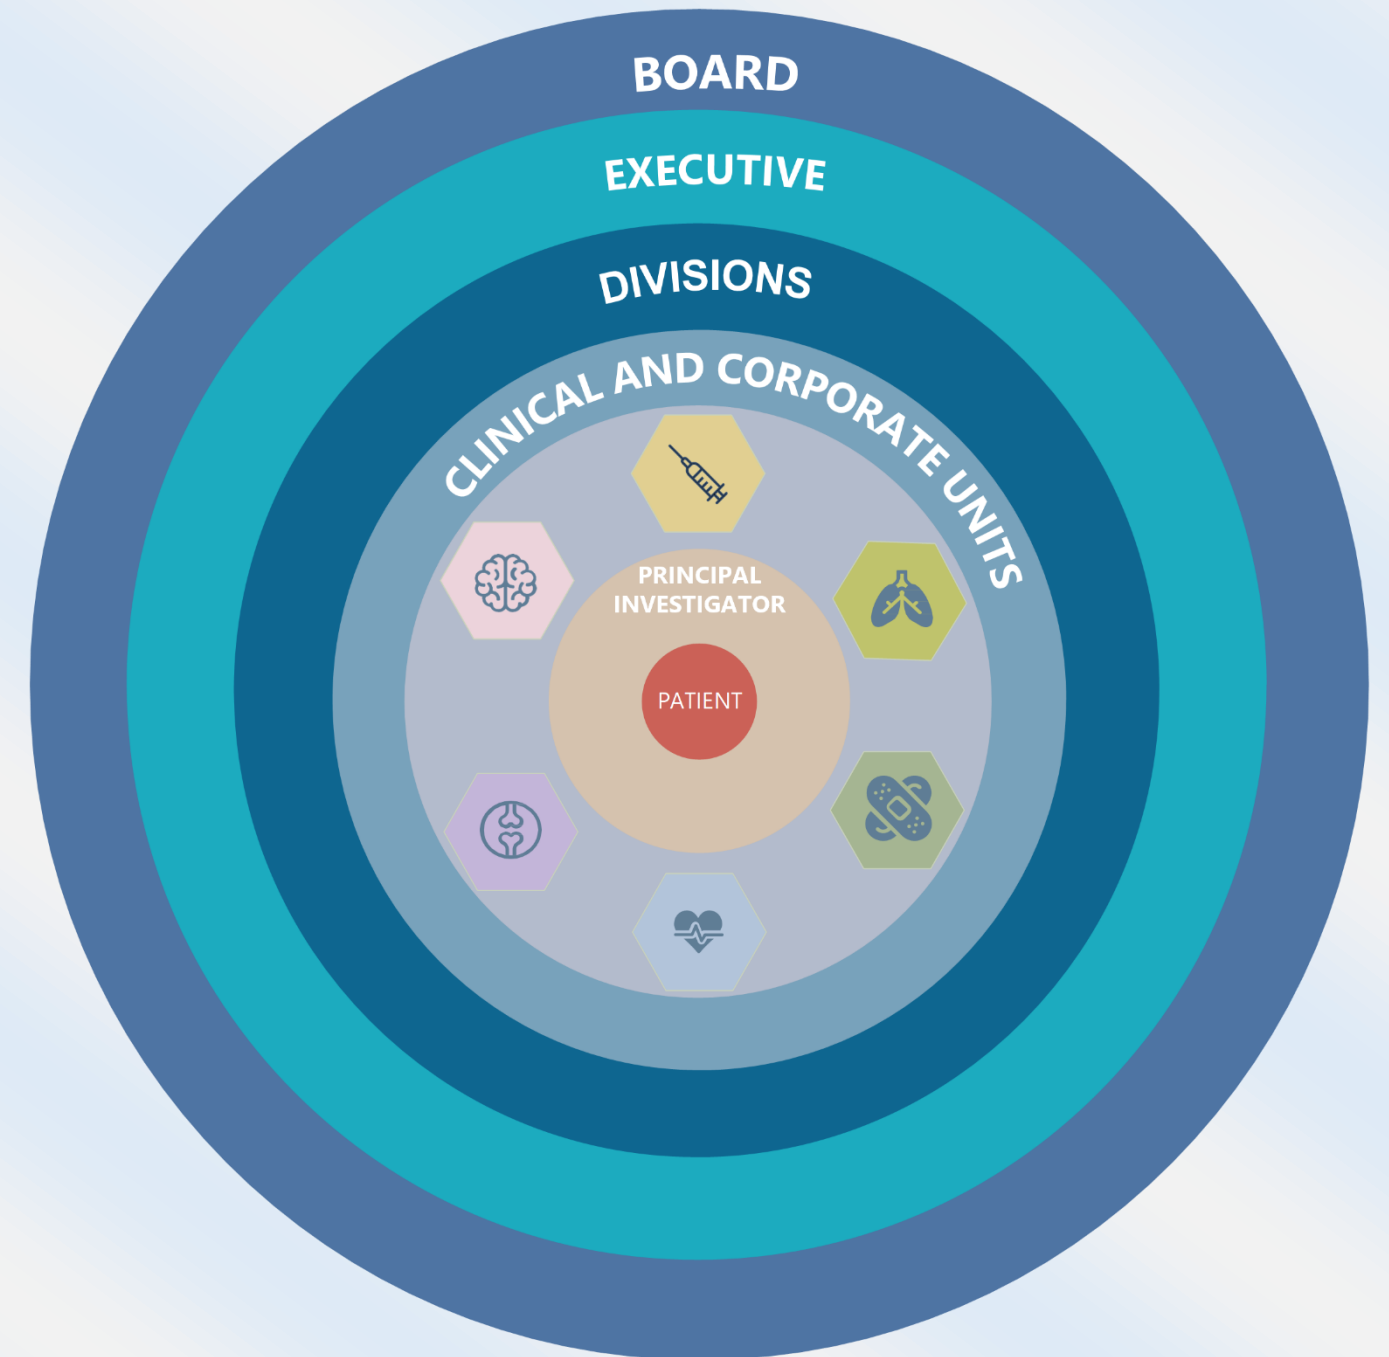 BOARD
EXECUTIVE
DIVISIONS
CLINICAL AND CORPORATE UNITS
PRINCIPAL
INVESTIGATOR
PATIENT